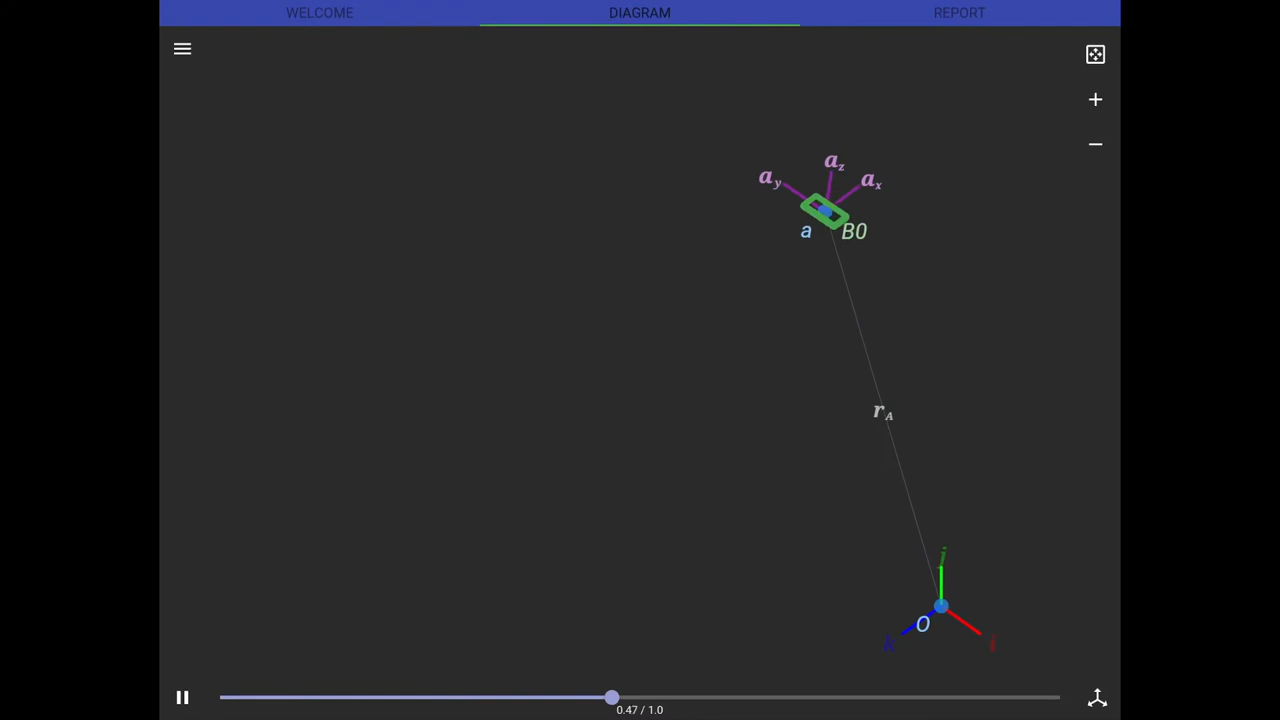 WELCOME DIAGRAM REPORT
a_z
a_y a_x
a B0
r_A
j
O
k i
0.47 / 1.0